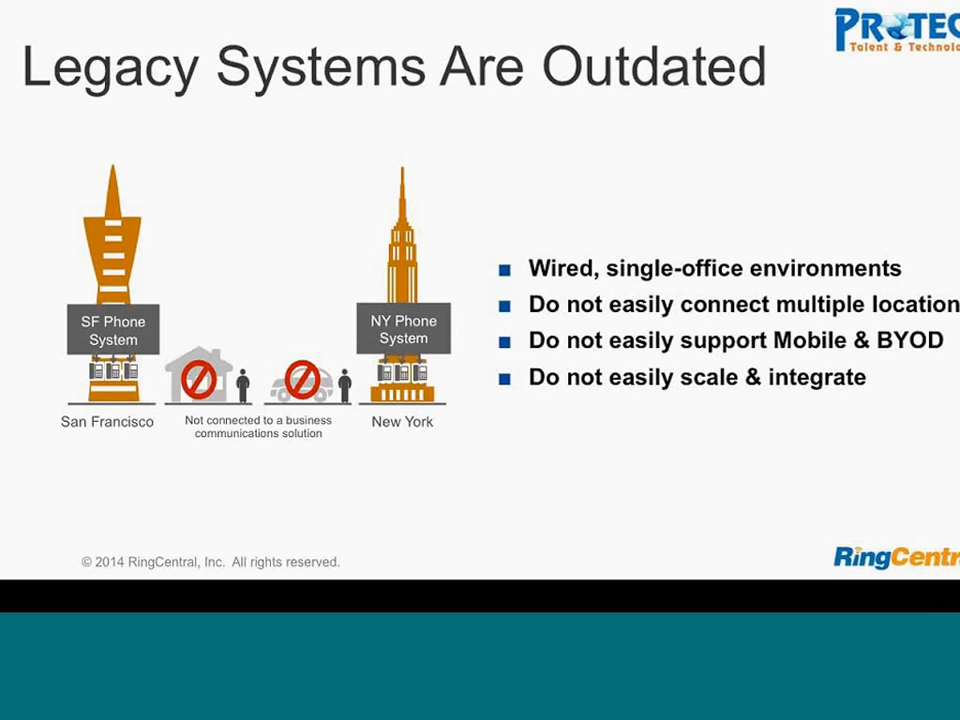 PROTEC
Talent & Technolo
Legacy Systems Are Outdated
SF Phone
System
NY Phone
System
San Francisco
Not connected to a business
communications solution
New York
Wired, single-office environments
Do not easily connect multiple location
Do not easily support Mobile & BYOD
Do not easily scale & integrate
© 2014 RingCentral, Inc. All rights reserved.
RingCentr